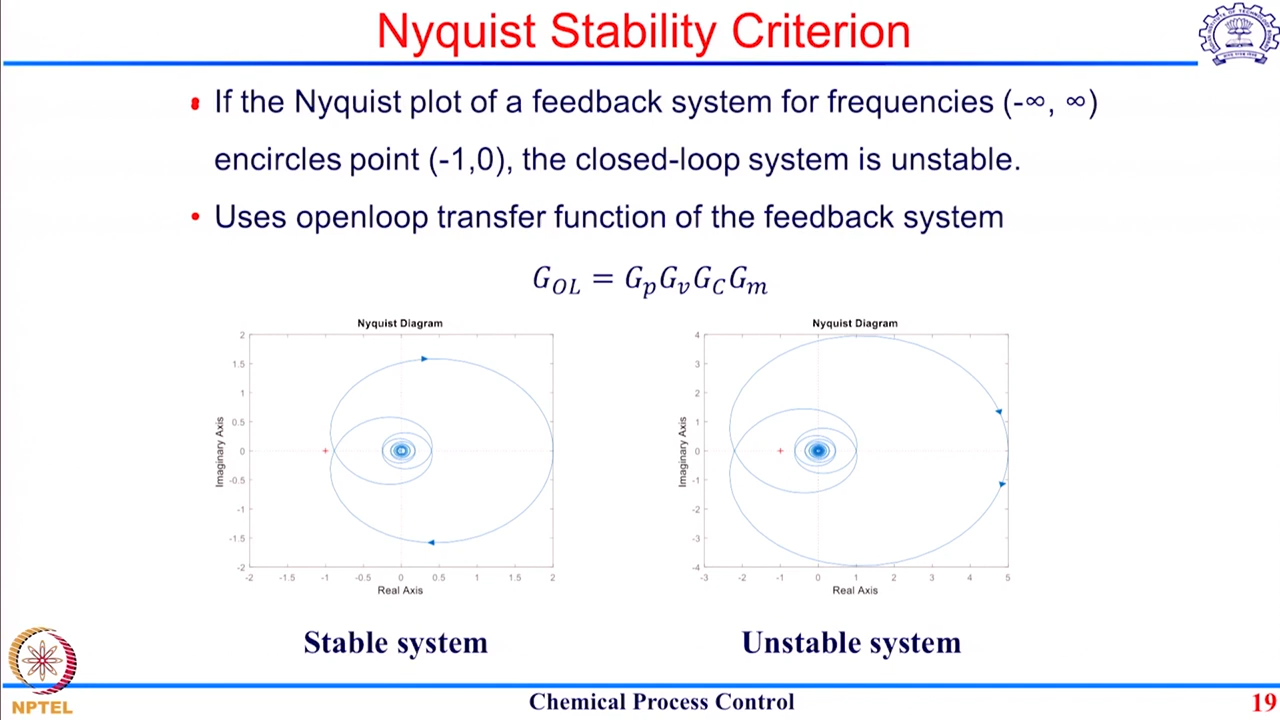 Nyquist Stability Criterion
• If the Nyquist plot of a feedback system for frequencies (-∞, ∞)
encircles point (-1,0), the closed-loop system is unstable.
• Uses openloop transfer function of the feedback system
G_OL = G_p G_v G_C G_m
Nyquist Diagram
2
1.5
1
0.5
0
-0.5
-1
-1.5
-2
Imaginary Axis
-2 -1.5 -1 -0.5 0 0.5 1 1.5 2
Real Axis
Nyquist Diagram
4
3
2
1
0
-1
-2
-3
-4
Imaginary Axis
-3 -2 -1 0 1 2 3 4 5
Real Axis
Stable system
Unstable system
NPTEL
Chemical Process Control
19